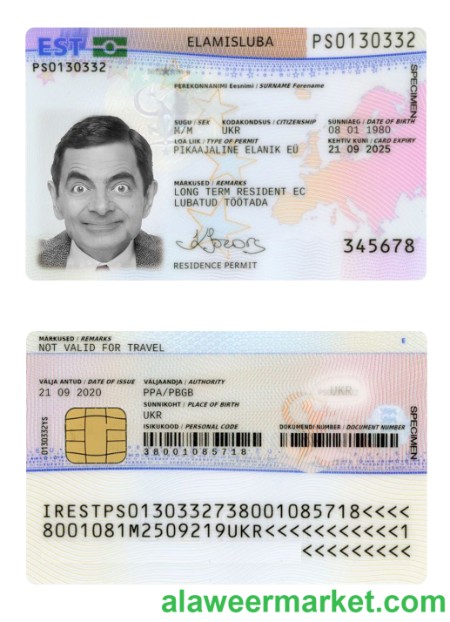 EST
ELAMISLUBA
PS0130332
PS0130332
PEREKONNANIMI Eesnimi / SURNAME Forename
SUGU / SEX KODAKONDSUS / CITIZENSHIP SÜNNIAEG / DATE OF BIRTH
M/M UKR 08 01 1980
LOA LIIK / TYPE OF PERMIT KEHTIV KUNI / CARD EXPIRY
PIKAAJALINE ELANIK EÜ 21 09 2025
MÄRKUSED / REMARKS
LONG TERM RESIDENT EC
LUBATUD TÖÖTADA
345678
RESIDENCE PERMIT
SPECIMEN
MÄRKUSED / REMARKS
NOT VALID FOR TRAVEL
E
VÄLJA ANTUD / DATE OF ISSUE VÄLJAANDJA / AUTHORITY
21 09 2020 PPA/PBGB
UKR
SÜNNIKOHT / PLACE OF BIRTH
UKR
ISIKUKOOD / PERSONAL CODE DOKUMENDI NUMBER / DOCUMENT NUMBER
38001085718
SPECIMEN
IREST<PS0130332738001085718<<<<
8001081M2509219UKR<<<<<<<<<<<1
<<<<<<<<<
alaweermarket.com